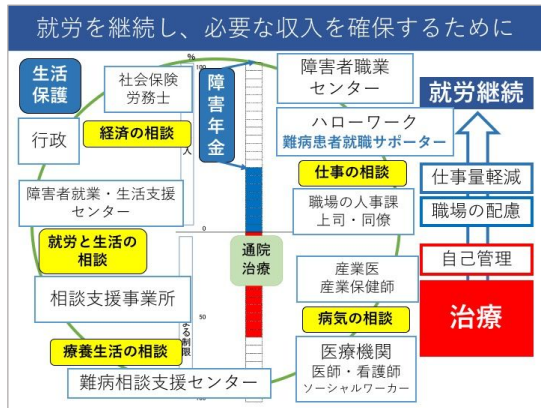 就労を継続し、必要な収入を確保するために
生活
保護
社会保険
労務士
行政
経済の相談
障害者就業・生活支援
センター
就労と生活の
相談
相談支援事業所
療養生活の相談
難病相談支援センター
%
100
障害年金
入
0
通院
治療
50
よる制限
100
障害者職業
センター
ハローワーク
難病患者就職サポーター
仕事の相談
職場の人事課
上司・同僚
産業医
産業保健師
病気の相談
医療機関
医師・看護師
ソーシャルワーカー
就労継続
仕事量軽減
職場の配慮
自己管理
治療